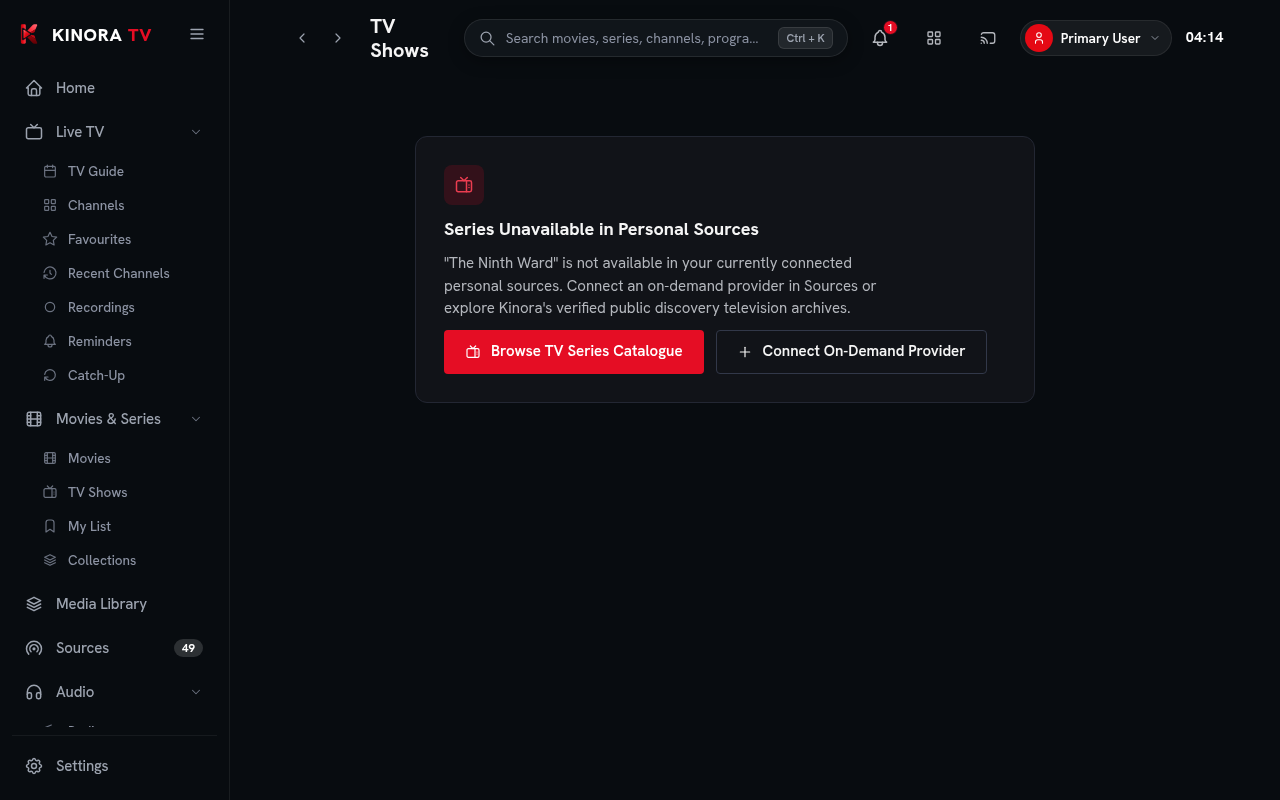 KINORA TV
Home
Live TV
TV Guide
Channels
Favourites
Recent Channels
Recordings
Reminders
Catch-Up
Movies & Series
Movies
TV Shows
My List
Collections
Media Library
Sources 49
Audio
Settings
TV
Shows
Search movies, series, channels, progra... Ctrl + K
1
Primary User
04:14
Series Unavailable in Personal Sources
"The Ninth Ward" is not available in your currently connected
personal sources. Connect an on-demand provider in Sources or
explore Kinora's verified public discovery television archives.
Browse TV Series Catalogue
Connect On-Demand Provider